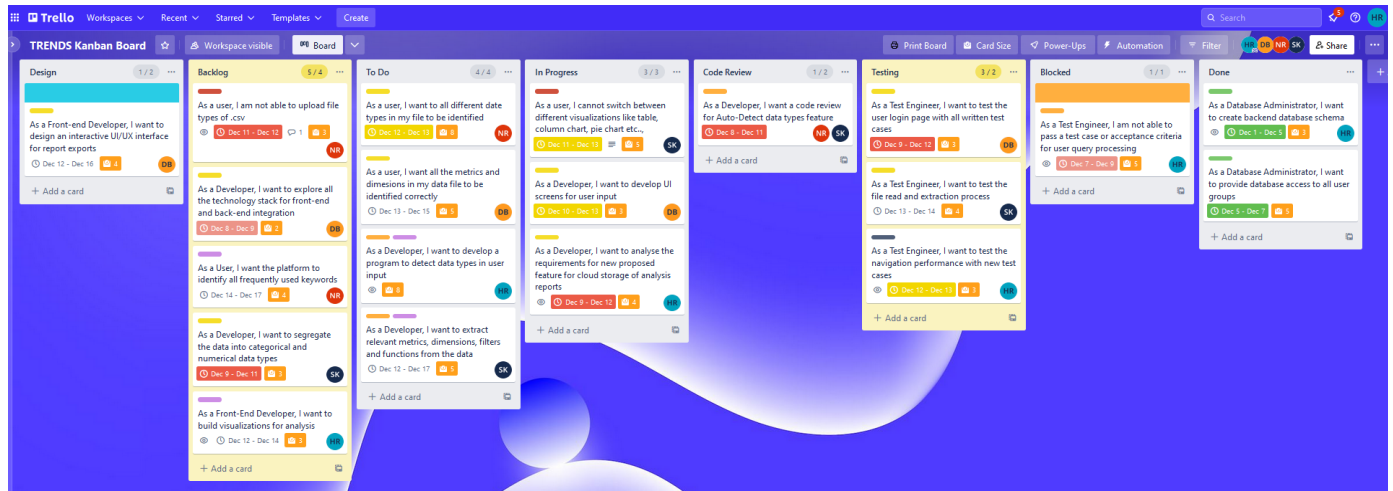 Trello Workspaces Recent Starred Templates Create Search 5 HR
TRENDS Kanban Board Workspace visible Board Print Board Card Size Power-Ups Automation Filter HR DB NR SK Share
Design 1/2
As a Front-end Developer, I want to
design an interactive UI/UX interface
for report exports
Dec 12 - Dec 16 4 DB
+ Add a card
Backlog 5/4
As a user, I am not able to upload file
types of .csv
Dec 11 - Dec 12 1 3
NR
As a Developer, I want to explore all
the technology stack for front-end
and back-end integration
Dec 8 - Dec 9 2 DB
As a User, I want the platform to
identify all frequently used keywords
Dec 14 - Dec 17 4 NR
As a Developer, I want to segregate
the data into categorical and
numerical data types
Dec 9 - Dec 11 3 SK
As a Front-End Developer, I want to
build visualizations for analysis
Dec 12 - Dec 14 3 HR
+ Add a card
To Do 4/4
As a user, I want to all different date
types in my file to be identified
Dec 12 - Dec 13 8 NR
As a user, I want all the metrics and
dimesions in my data file to be
identified correctly
Dec 13 - Dec 15 5 DB
As a Developer, I want to develop a
program to detect data types in user
input
8 HR
As a Developer, I want to extract
relevant metrics, dimensions, filters
and functions from the data
Dec 12 - Dec 17 5 SK
+ Add a card
In Progress 3/3
As a user, I cannot switch between
different visualizations like table,
column chart, pie chart etc..,
Dec 11 - Dec 13 5 SK
As a Developer, I want to develop UI
screens for user input
Dec 10 - Dec 13 3 DB
As a Developer, I want to analyse the
requirements for new proposed
feature for cloud storage of analysis
reports
Dec 9 - Dec 12 4 HR
+ Add a card
Code Review 1/2
As a Developer, I want a code review
for Auto-Detect data types feature
Dec 8 - Dec 11 NR SK
+ Add a card
Testing 3/2
As a Test Engineer, I want to test the
user login page with all written test
cases
Dec 9 - Dec 12 3 DB
As a Test Engineer, I want to test the
file read and extraction process
Dec 13 - Dec 14 4 SK
As a Test Engineer, I want to test the
navigation performance with new test
cases
Dec 12 - Dec 13 3 HR
+ Add a card
Blocked 1/1
As a Test Engineer, I am not able to
pass a test case or acceptance criteria
for user query processing
Dec 7 - Dec 9 5 HR
+ Add a card
Done
As a Database Administrator, I want
to create backend database schema
Dec 1 - Dec 5 3 HR
As a Database Administrator, I want
to provide database access to all user
groups
Dec 5 - Dec 7 5
+ Add a card